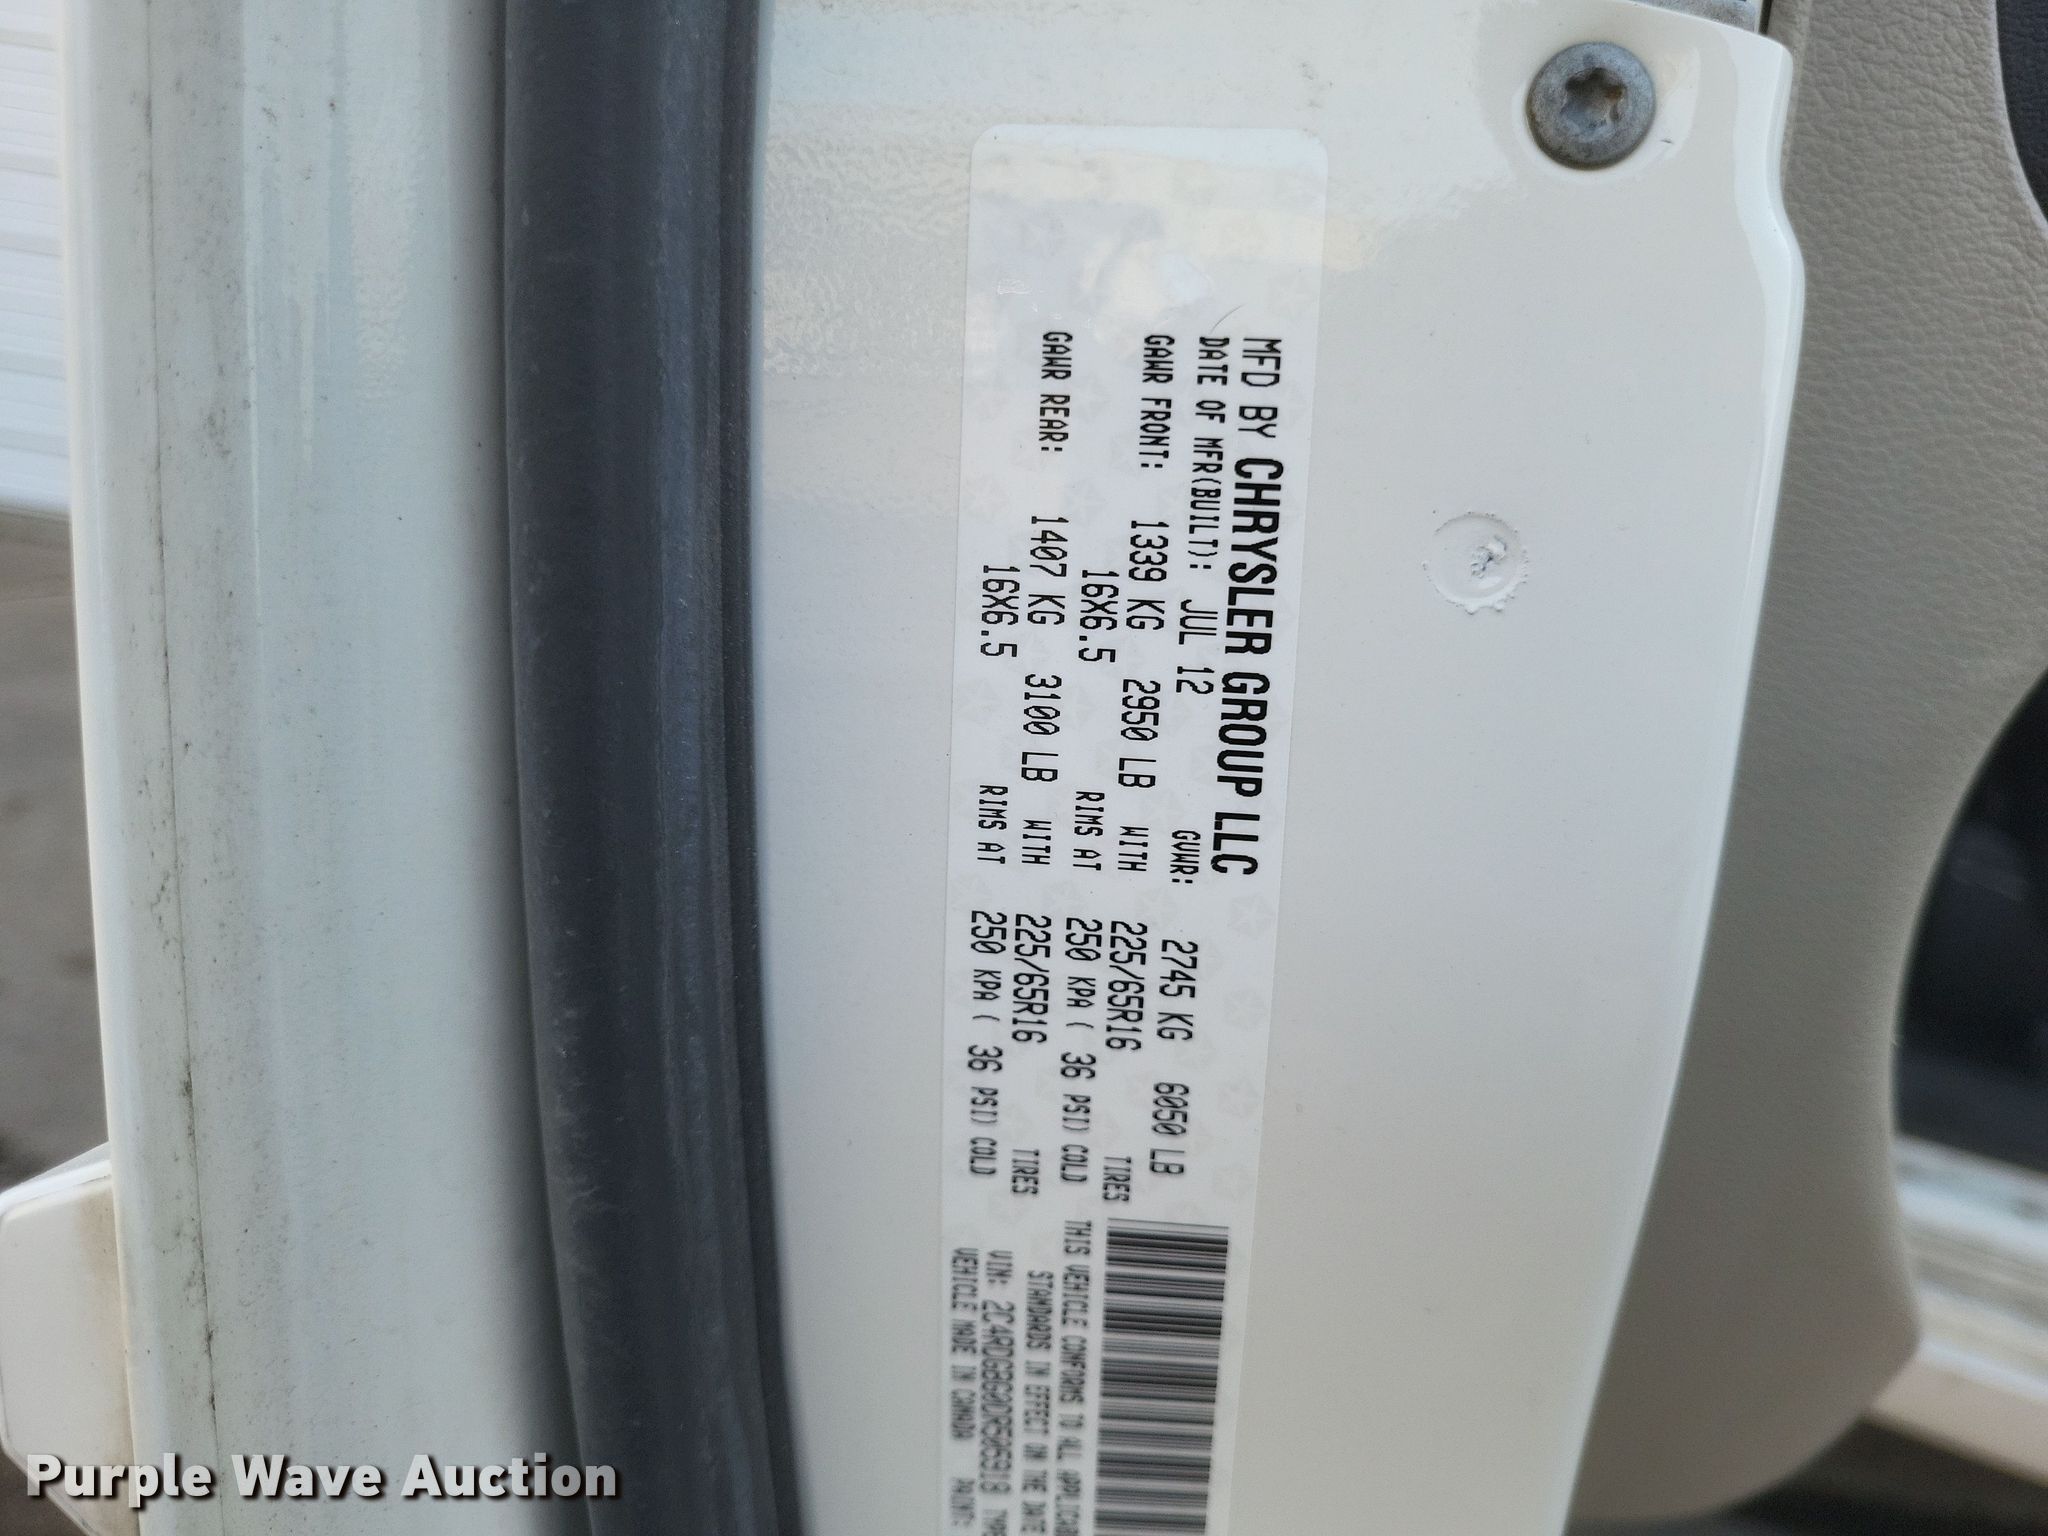 MFD BY CHRYSLER GROUP LLC
DATE OF MFR(BUILT): JUL 12 GVWR: 2745 KG 6050 LB
GAWR FRONT: 1339 KG 2950 LB WITH 225/65R16 TIRES
16X6.5 RIMS AT 250 KPA ( 36 PSI) COLD
GAWR REAR: 1407 KG 3100 LB WITH 225/65R16 TIRES
16X6.5 RIMS AT 250 KPA ( 36 PSI) COLD
THIS VEHICLE CONFORMS TO ALL
STANDARDS IN EFFECT ON THE DATE
VIN:
VEHICLE MADE IN CANADA PAINT:
Purple Wave Auction